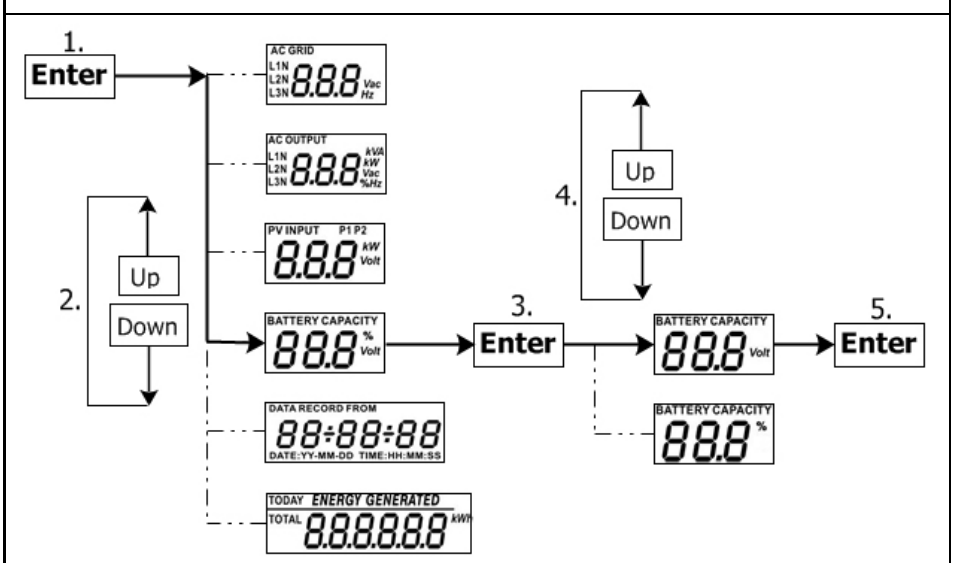 1.
Enter
AC GRID
L1N
L2N
L3N
8.8.8
Vac
Hz
AC OUTPUT
L1N
L2N
L3N
8.8.8
kVA
kW
Vac
%Hz
PV INPUT P1 P2
8.8.8
kW
Volt
2.
Up
Down
BATTERY CAPACITY
88.8
%
Volt
3.
Enter
4.
Up
Down
BATTERY CAPACITY
88.8
Volt
5.
Enter
BATTERY CAPACITY
88.8
%
DATA RECORD FROM
88:88:88
DATE:YY-MM-DD TIME:HH:MM:SS
TODAY ENERGY GENERATED
TOTAL
8.8.8.8.8.8
kWh